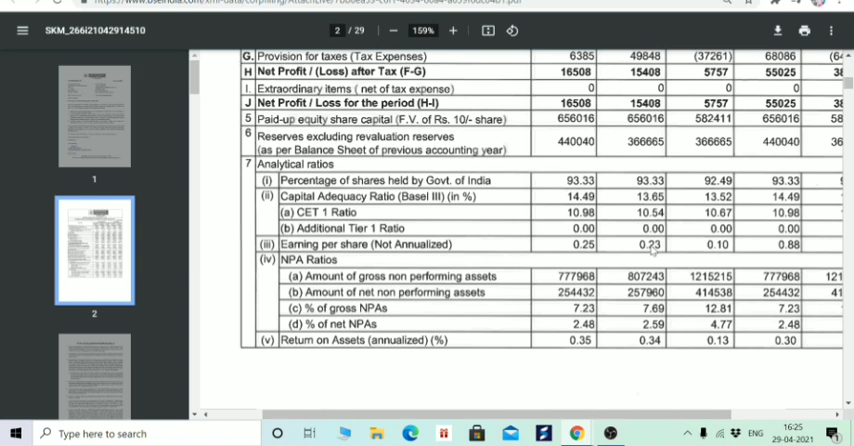 SKM_266i21042914510
2 / 29
159%
G. Provision for taxes (Tax Expenses) 6385 49848 (37261) 68086
H Net Profit / (Loss) after Tax (F-G) 16508 15408 5757 55025
I. Extraordinary items ( net of tax expense) 0 0 0 0
J Net Profit / Loss for the period (H-I) 16508 15408 5757 55025
5 Paid-up equity share capital (F.V. of Rs. 10/- share) 656016 656016 582411 656016
6 Reserves excluding revaluation reserves
(as per Balance Sheet of previous accounting year) 440040 366665 366665 440040
7 Analytical ratios
(i) Percentage of shares held by Govt. of India 93.33 93.33 92.49 93.33
(ii) Capital Adequacy Ratio (Basel III) (in %) 14.49 13.65 13.52 14.49
(a) CET 1 Ratio 10.98 10.54 10.67 10.98
(b) Additional Tier 1 Ratio 0.00 0.00 0.00 0.00
(iii) Earning per share (Not Annualized) 0.25 0.23 0.10 0.88
(iv) NPA Ratios
(a) Amount of gross non performing assets 777968 807243 1215215 777968 121
(b) Amount of net non performing assets 254432 257960 414538 254432 41
(c) % of gross NPAs 7.23 7.69 12.81 7.23
(d) % of net NPAs 2.48 2.59 4.77 2.48
(v) Return on Assets (annualized) (%) 0.35 0.34 0.13 0.30
1
2
Type here to search
ENG
16:25
29-04-2021